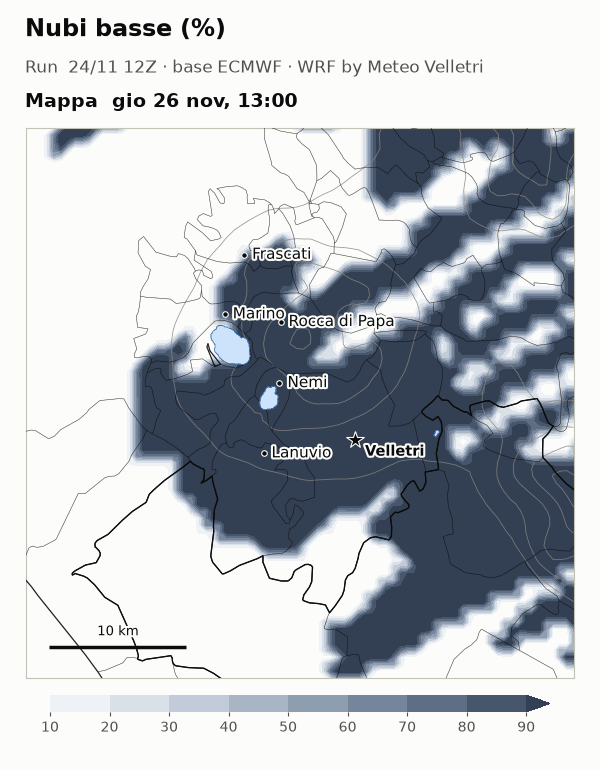 Nubi basse (%)
Run  24/11 12Z · base ECMWF · WRF by Meteo Velletri
Mappa  gio 26 nov, 13:00
Frascati
Marino
Rocca di Papa
Nemi
Velletri
Lanuvio
10 km
10 20 30 40 50 60 70 80 90